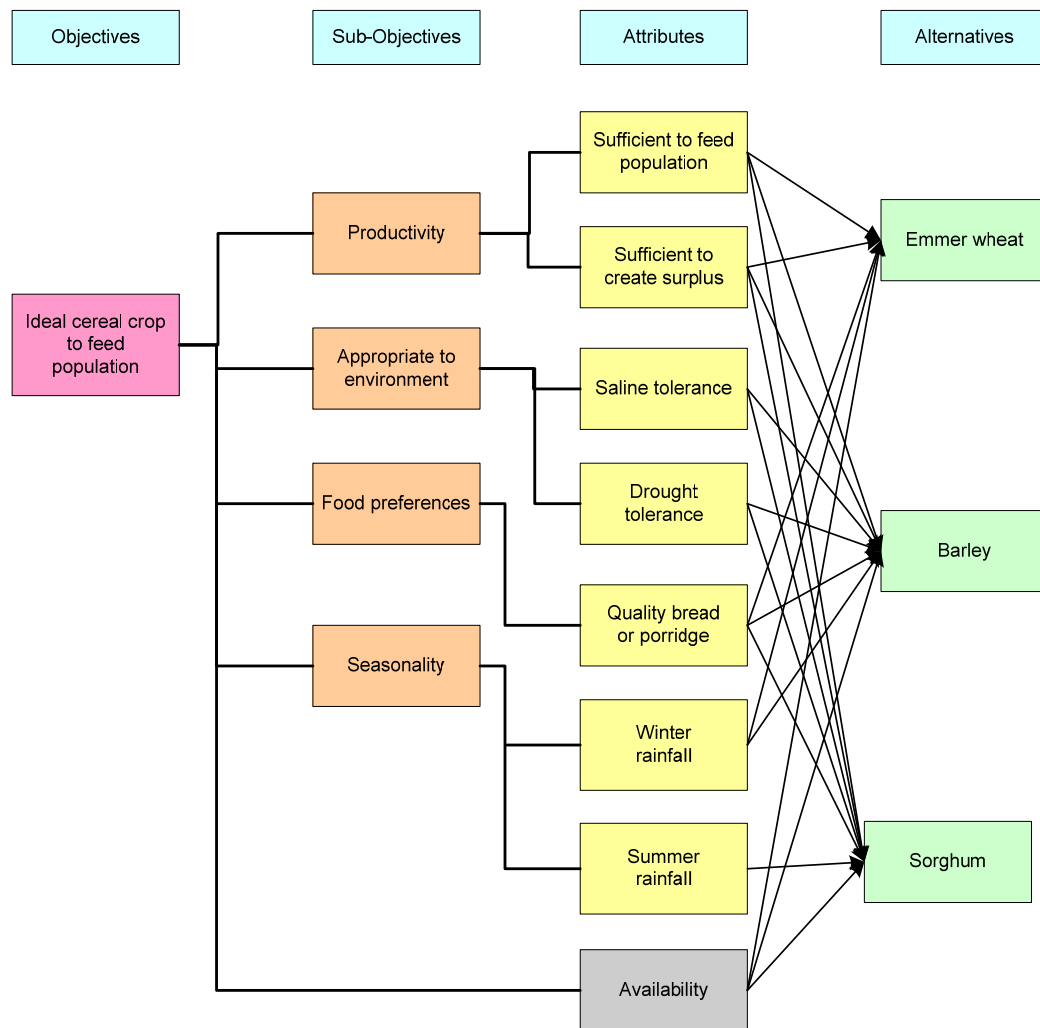 Objectives
Sub-Objectives
Attributes
Alternatives
Sufficient to feed
population
Productivity
Emmer wheat
Sufficient to
create surplus
Ideal cereal crop
to feed
population
Appropriate to
environment
Saline tolerance
Food preferences
Drought
tolerance
Barley
Quality bread
or porridge
Seasonality
Winter
rainfall
Summer
rainfall
Sorghum
Availability